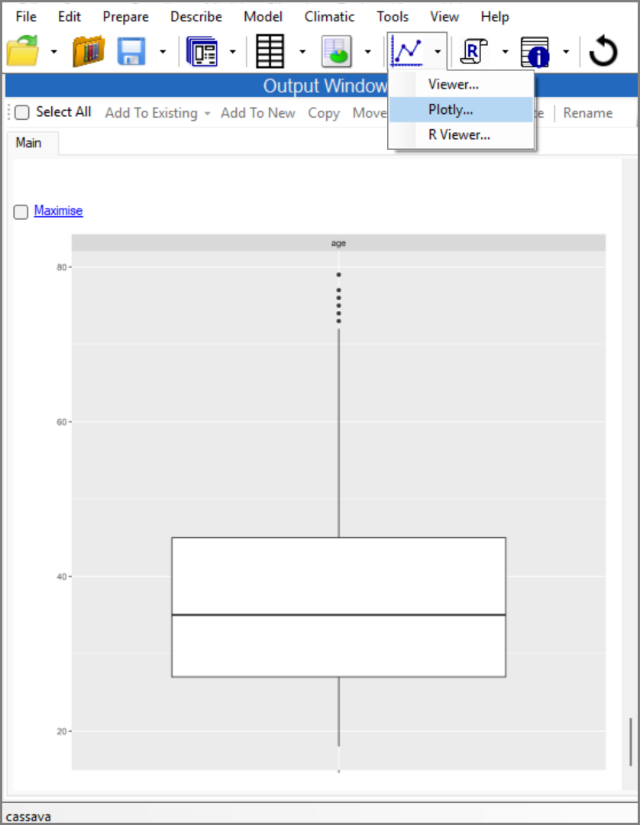 File Edit Prepare Describe Model Climatic Tools View Help
R
Output Window
Viewer...
Plotly...
R Viewer...
Select All Add To Existing Add To New Copy Move Rename
Main
Maximise
age
80
60
40
20
cassava